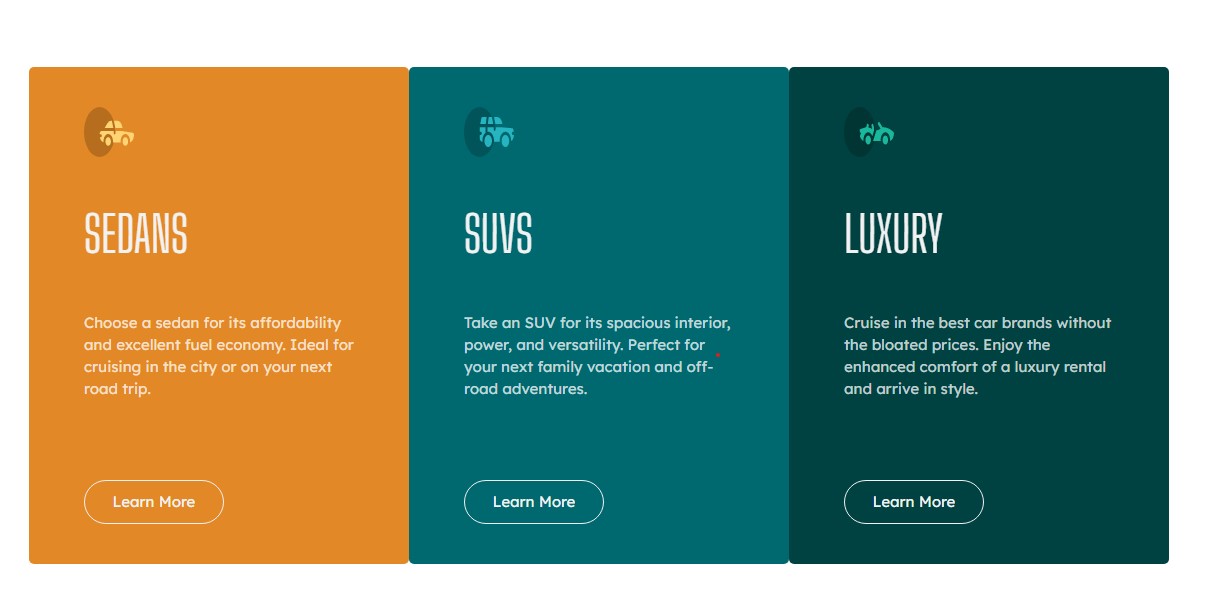 SEDANS
Choose a sedan for its affordability
and excellent fuel economy. Ideal for
cruising in the city or on your next
road trip.
Learn More
SUVS
Take an SUV for its spacious interior,
power, and versatility. Perfect for
your next family vacation and off-
road adventures.
Learn More
LUXURY
Cruise in the best car brands without
the bloated prices. Enjoy the
enhanced comfort of a luxury rental
and arrive in style.
Learn More